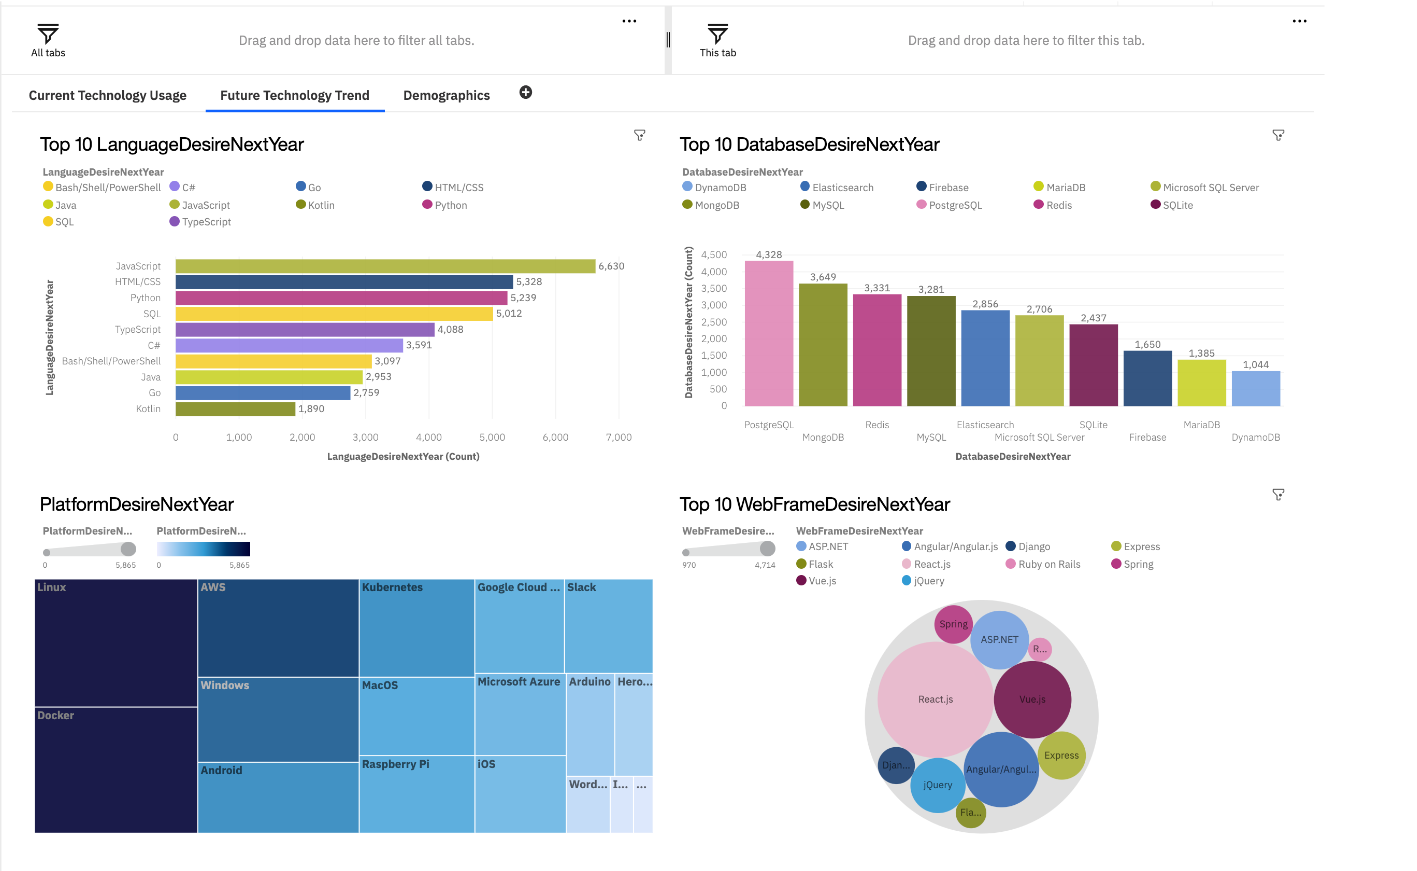 All tabs
Drag and drop data here to filter all tabs.
This tab
Drag and drop data here to filter this tab.
Current Technology Usage
Future Technology Trend
Demographics
Top 10 LanguageDesireNextYear
LanguageDesireNextYear
Bash/Shell/PowerShell C# Go HTML/CSS
Java JavaScript Kotlin Python
SQL TypeScript
LanguageDesireNextYear
JavaScript 6,630
HTML/CSS 5,328
Python 5,239
SQL 5,012
TypeScript 4,088
C# 3,591
Bash/Shell/PowerShell 3,097
Java 2,953
Go 2,759
Kotlin 1,890
0 1,000 2,000 3,000 4,000 5,000 6,000 7,000
LanguageDesireNextYear (Count)
Top 10 DatabaseDesireNextYear
DatabaseDesireNextYear
DynamoDB Elasticsearch Firebase MariaDB Microsoft SQL Server
MongoDB MySQL PostgreSQL Redis SQLite
DatabaseDesireNextYear (Count)
4,500
4,000
3,500
3,000
2,500
2,000
1,500
1,000
500
0
4,328 3,649 3,331 3,281 2,856 2,706 2,437 1,650 1,385 1,044
PostgreSQL Redis Elasticsearch SQLite MariaDB
MongoDB MySQL Microsoft SQL Server Firebase DynamoDB
DatabaseDesireNextYear
PlatformDesireNextYear
PlatformDesireN... PlatformDesireN...
0 5,865 0 5,865
Linux
AWS
Kubernetes
Google Cloud ...
Slack
Windows
MacOS
Microsoft Azure
Arduino
Hero...
Docker
Android
Raspberry Pi
iOS
Word...
I...
...
Top 10 WebFrameDesireNextYear
WebFrameDesire... WebFrameDesireNextYear
970 4,714
ASP.NET Angular/Angular.js Django Express
Flask React.js Ruby on Rails Spring
Vue.js jQuery
Spring
ASP.NET
R...
React.js
Vue.js
Express
Djan...
Angular/Angul...
jQuery
Fla...